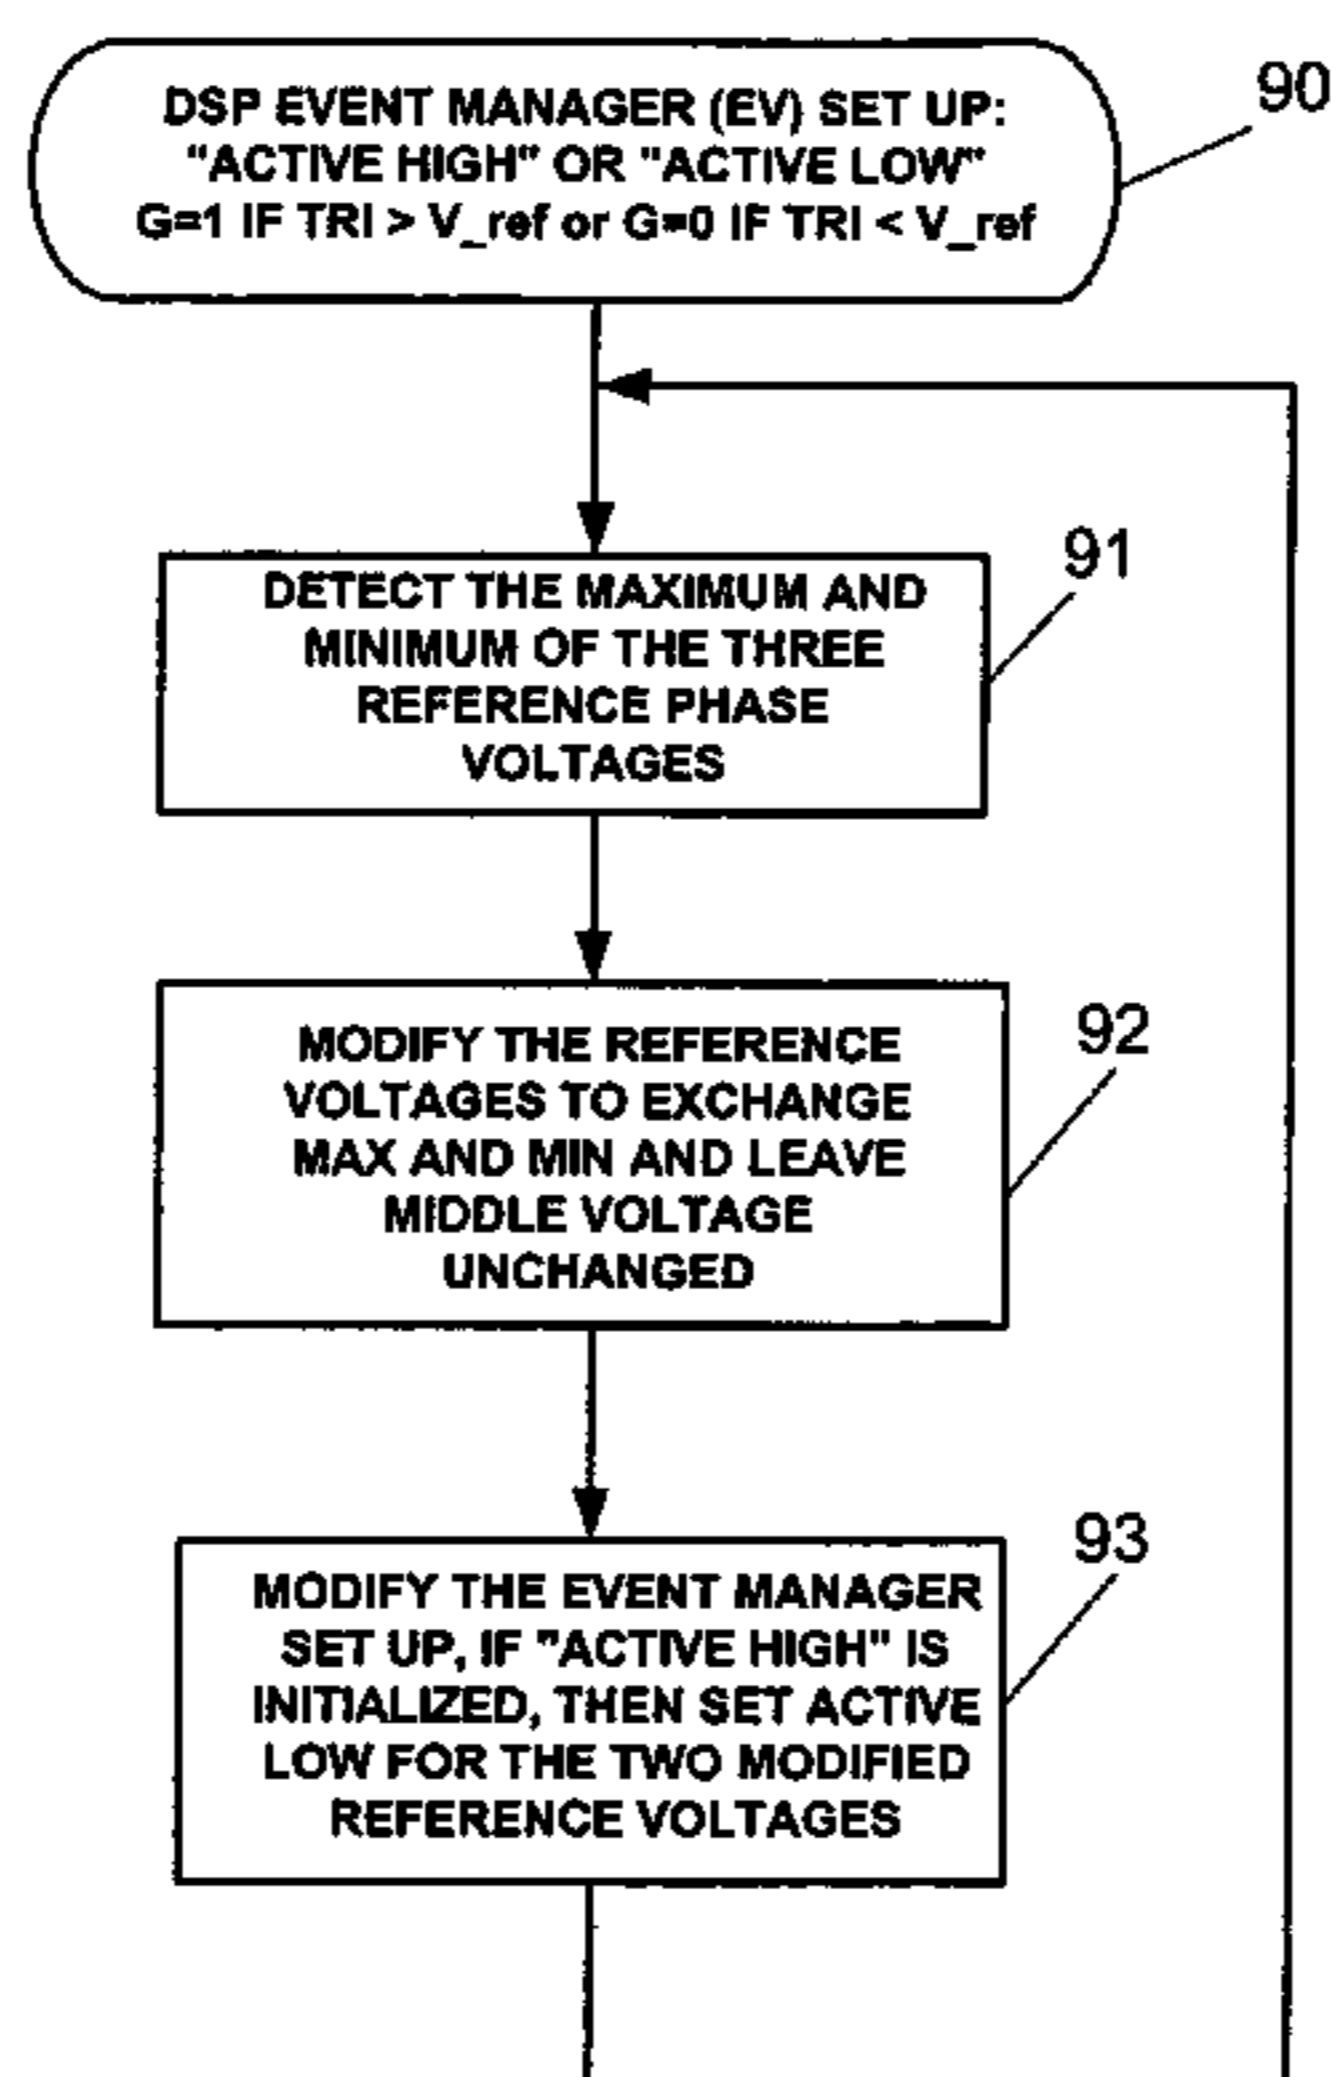 DSP EVENT MANAGER (EV) SET UP:
"ACTIVE HIGH" OR "ACTIVE LOW"
G=1 IF TRI > V_ref or G=0 IF TRI < V_ref
90
DETECT THE MAXIMUM AND
MINIMUM OF THE THREE
REFERENCE PHASE
VOLTAGES
91
MODIFY THE REFERENCE
VOLTAGES TO EXCHANGE
MAX AND MIN AND LEAVE
MIDDLE VOLTAGE
UNCHANGED
92
MODIFY THE EVENT MANAGER
SET UP, IF "ACTIVE HIGH" IS
INITIALIZED, THEN SET ACTIVE
LOW FOR THE TWO MODIFIED
REFERENCE VOLTAGES
93